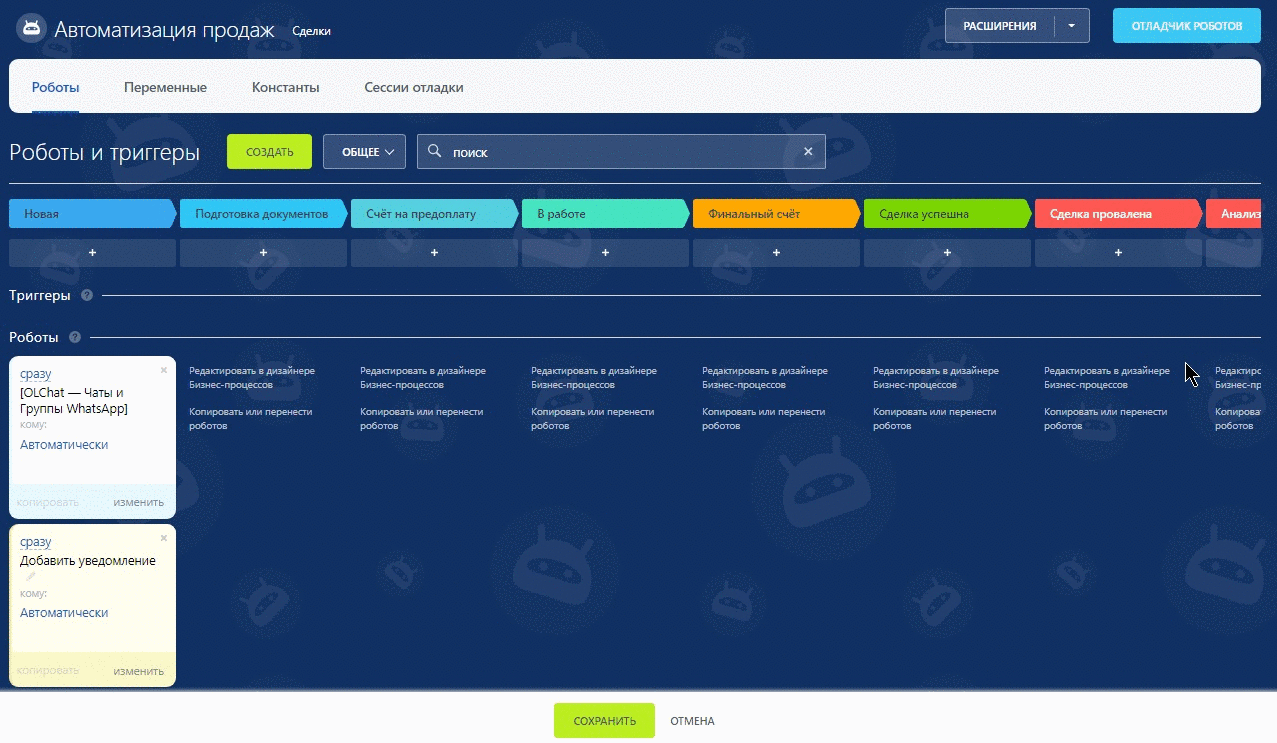 Автоматизация продаж Сделки
РАСШИРЕНИЯ
ОТЛАДЧИК РОБОТОВ
Роботы Переменные Константы Сессии отладки
Роботы и триггеры
СОЗДАТЬ
ОБЩЕЕ
поиск
Новая
Подготовка документов
Счёт на предоплату
В работе
Финальный счёт
Сделка успешна
Сделка провалена
Анализ
+ + + + + + +
Триггеры ?
Роботы ?
сразу
[OLChat — Чаты и
Группы WhatsApp]
кому:
Автоматически
копировать изменить
Редактировать в дизайнере
Бизнес-процессов
Копировать или перенести
роботов
Редактировать в дизайнере
Бизнес-процессов
Копировать или перенести
роботов
Редактировать в дизайнере
Бизнес-процессов
Копировать или перенести
роботов
Редактировать в дизайнере
Бизнес-процессов
Копировать или перенести
роботов
Редактировать в дизайнере
Бизнес-процессов
Копировать или перенести
роботов
Редактировать в дизайнере
Бизнес-процессов
Копировать или перенести
роботов
Редактирс
Бизнес-пр
Копироват
роботов
сразу
Добавить уведомление
кому:
Автоматически
копировать изменить
СОХРАНИТЬ ОТМЕНА